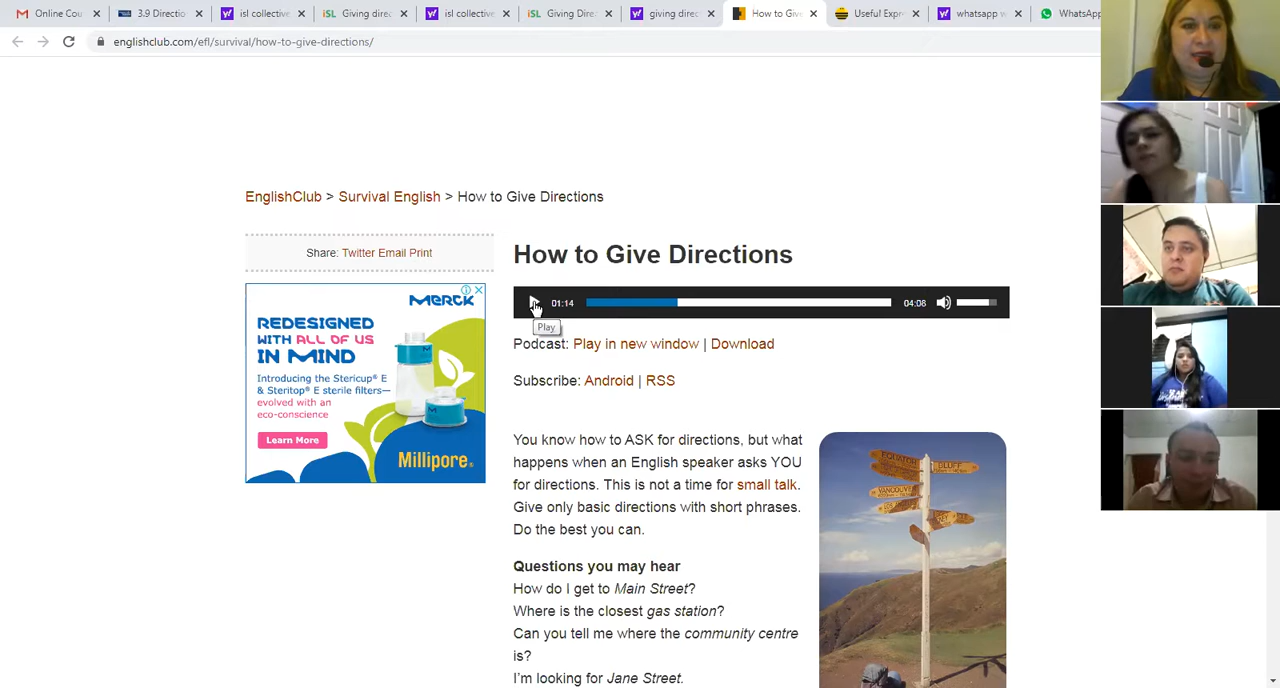 Online Cou
3.9 Directio
isl collective
Giving direc
isl collective
Giving Dire
giving direc
How to Giv
Useful Expr
whatsapp w
WhatsApp
englishclub.com/efl/survival/how-to-give-directions/
EnglishClub > Survival English > How to Give Directions
Share: Twitter Email Print
MERCK
REDESIGNED
WITH ALL OF US
IN MIND
Introducing the Stericup® E
& Steritop® E sterile filters—
evolved with an
eco-conscience
Learn More
Millipore®
How to Give Directions
01:14
04:08
Play
Podcast: Play in new window | Download
Subscribe: Android | RSS
You know how to ASK for directions, but what
happens when an English speaker asks YOU
for directions. This is not a time for small talk.
Give only basic directions with short phrases.
Do the best you can.
Questions you may hear
How do I get to Main Street?
Where is the closest gas station?
Can you tell me where the community centre
is?
I'm looking for Jane Street.
EQUATOR
BLUFF
VANCOUVER